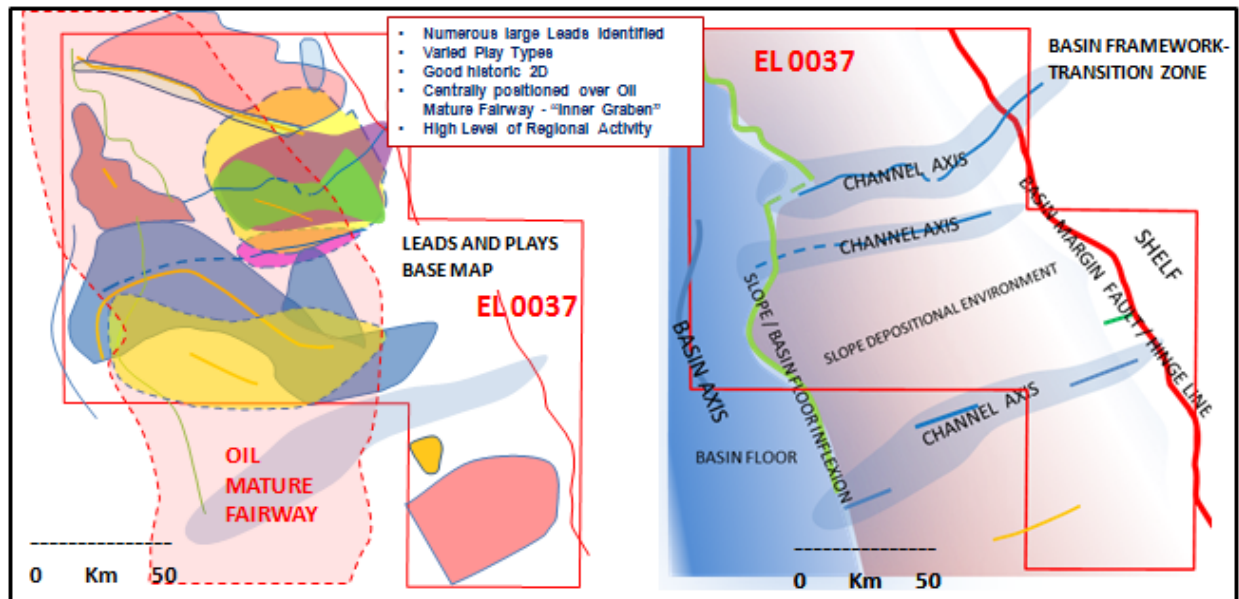 • Numerous large Leads Identified
• Varied Play Types
• Good historic 2D
• Centrally positioned over Oil
Mature Fairway - “Inner Graben”
• High Level of Regional Activity
LEADS AND PLAYS
BASE MAP
EL 0037
OIL
MATURE
FAIRWAY
0 Km 50
EL 0037
BASIN FRAMEWORK-
TRANSITION ZONE
CHANNEL AXIS
CHANNEL AXIS
SHELF
BASIN MARGIN FAULT / HINGE LINE
SLOPE DEPOSITIONAL ENVIRONMENT
SLOPE / BASIN FLOOR INFLEXION
BASIN AXIS
CHANNEL AXIS
BASIN FLOOR
0 Km 50